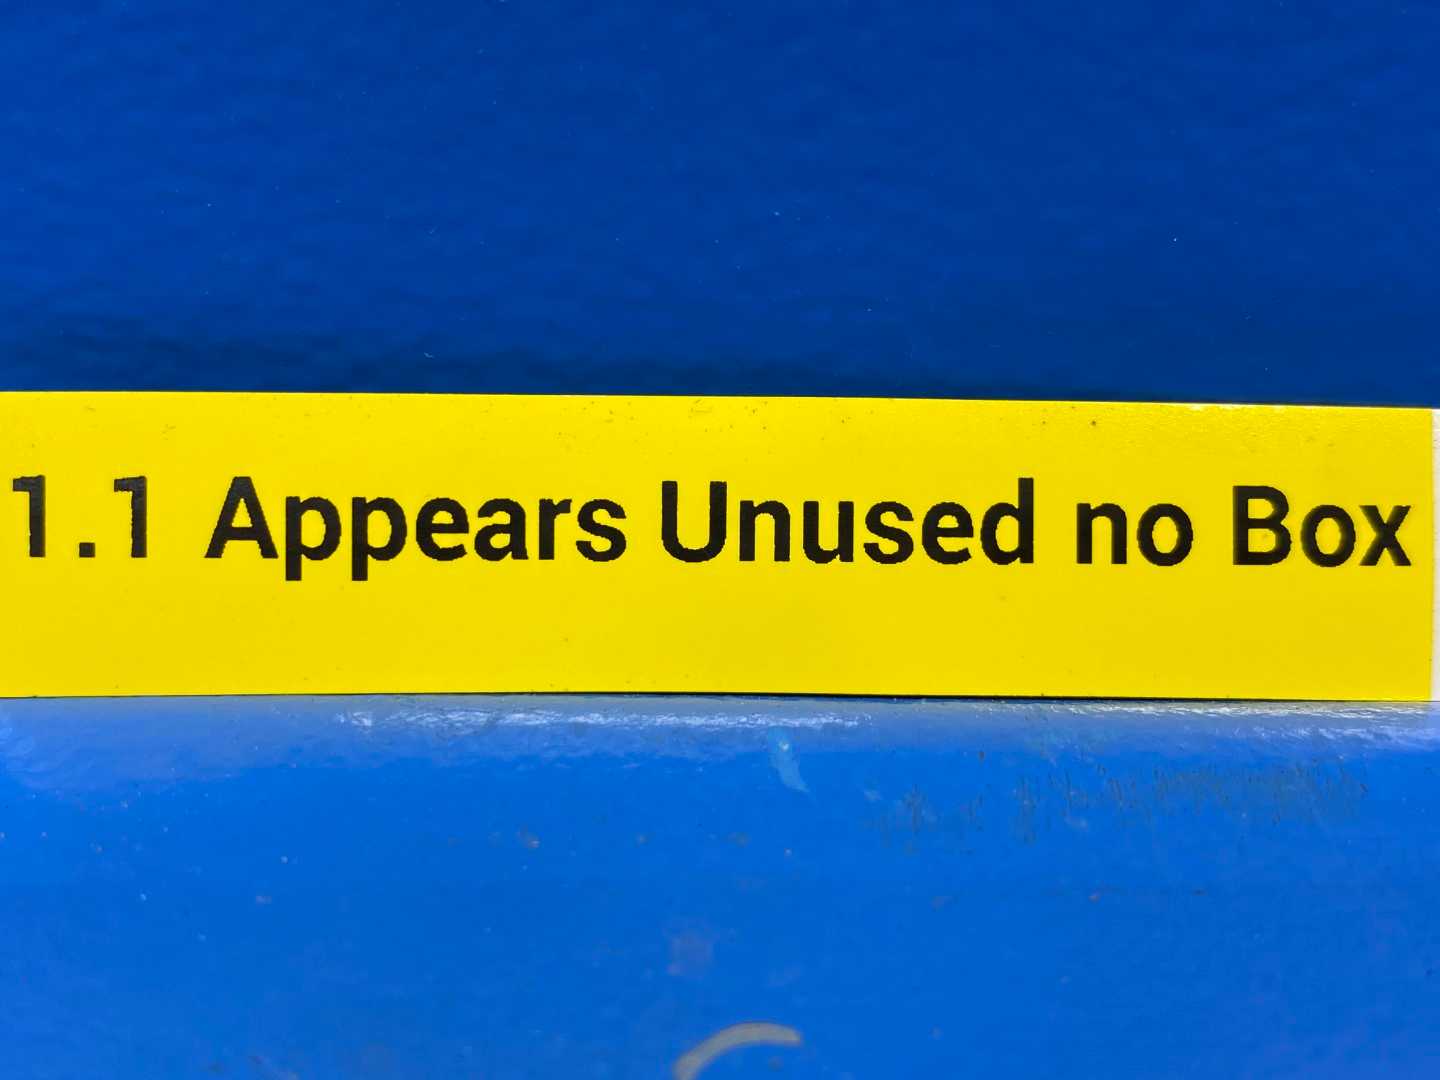 1.1 Appears Unused no Box